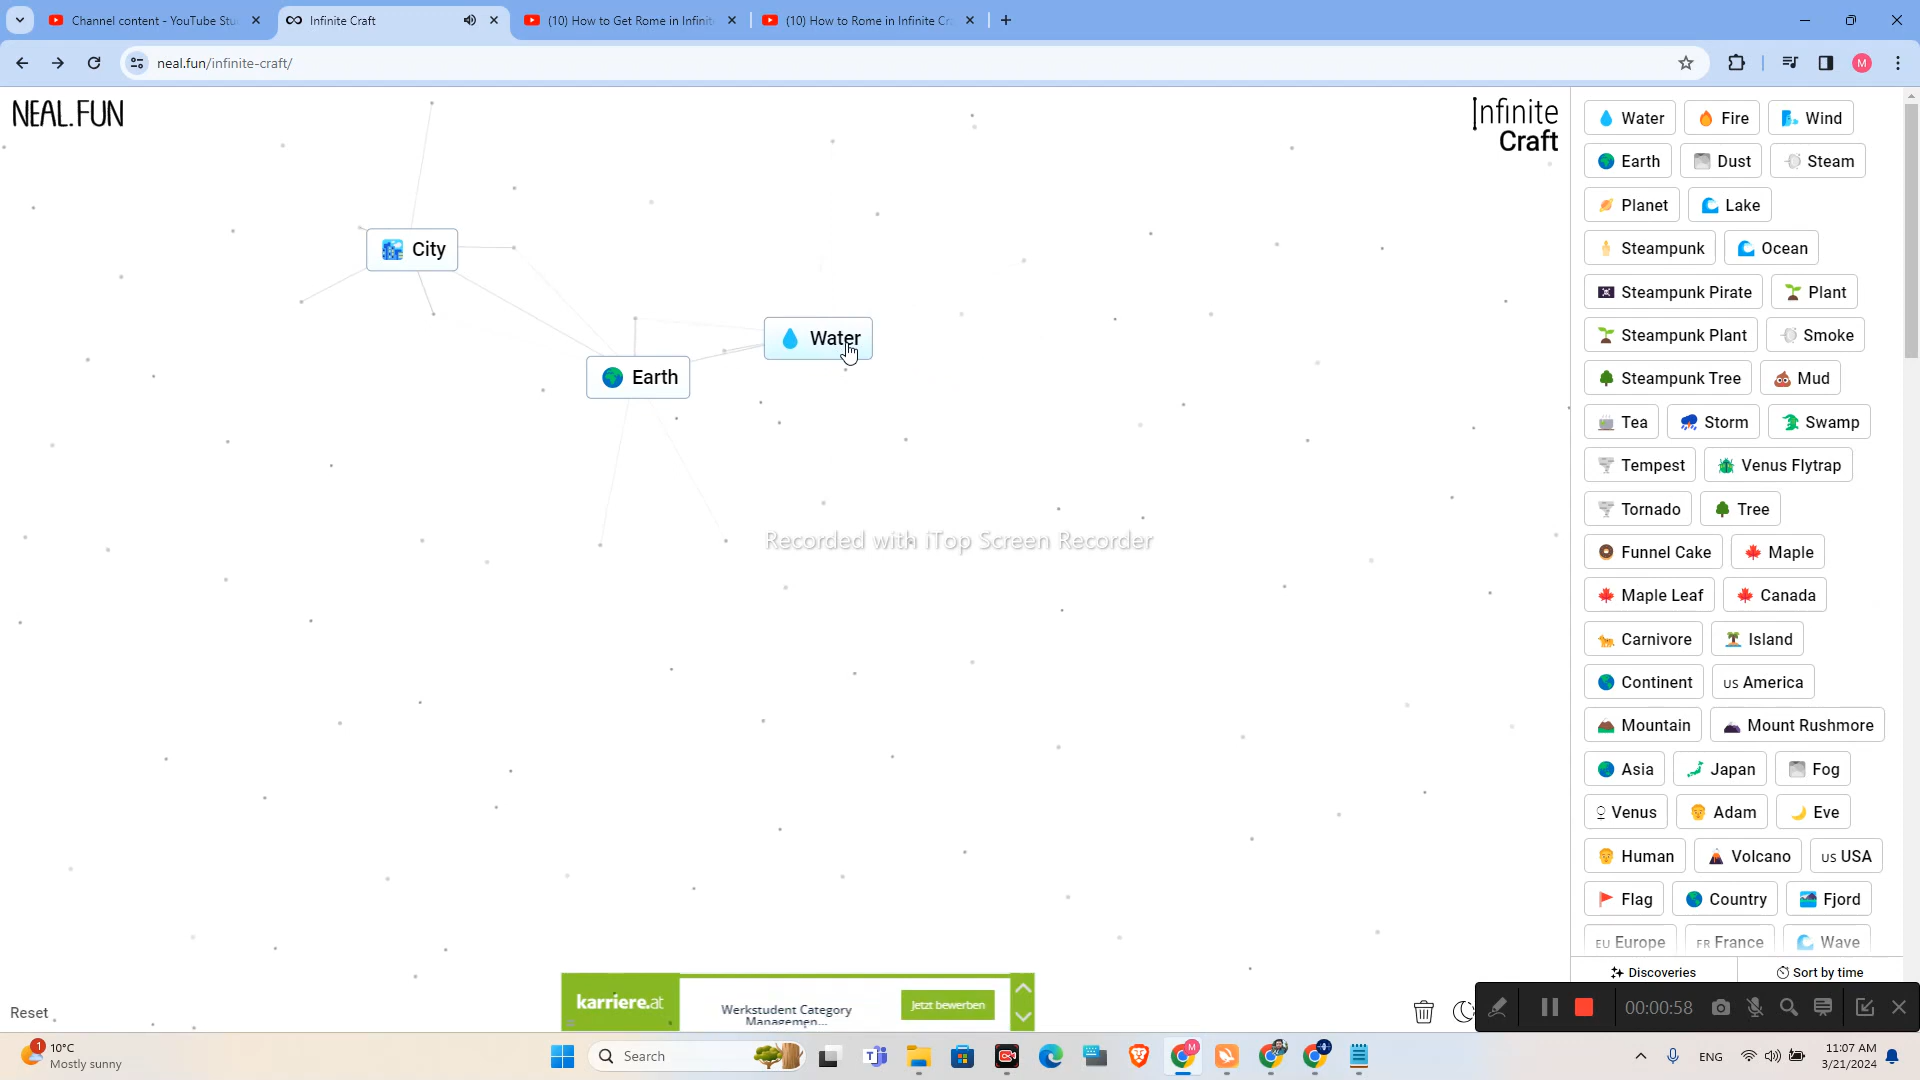 Channel content - YouTube Stu
Infinite Craft
(10) How to Get Rome in Infinit
(10) How to Rome in Infinite Cr
neal.fun/infinite-craft/
M
NEAL.FUN
Infinite
Craft
City
Water
Earth
Recorded with iTop Screen Recorder
Water
Fire
Wind
Earth
Dust
Steam
Planet
Lake
Steampunk
Ocean
Steampunk Pirate
Plant
Steampunk Plant
Smoke
Steampunk Tree
Mud
Tea
Storm
Swamp
Tempest
Venus Flytrap
Tornado
Tree
Funnel Cake
Maple
Maple Leaf
Canada
Carnivore
Island
Continent
US America
Mountain
Mount Rushmore
Asia
Japan
Fog
Venus
Adam
Eve
Human
Volcano
US USA
Flag
Country
Fjord
EU Europe
FR France
Wave
Discoveries
Sort by time
Reset
karriere.at
Werkstudent Category
Managemen...
Jetzt bewerben
00:00:58
1
10°C
Mostly sunny
Search
M
ENG
11:07 AM
3/21/2024